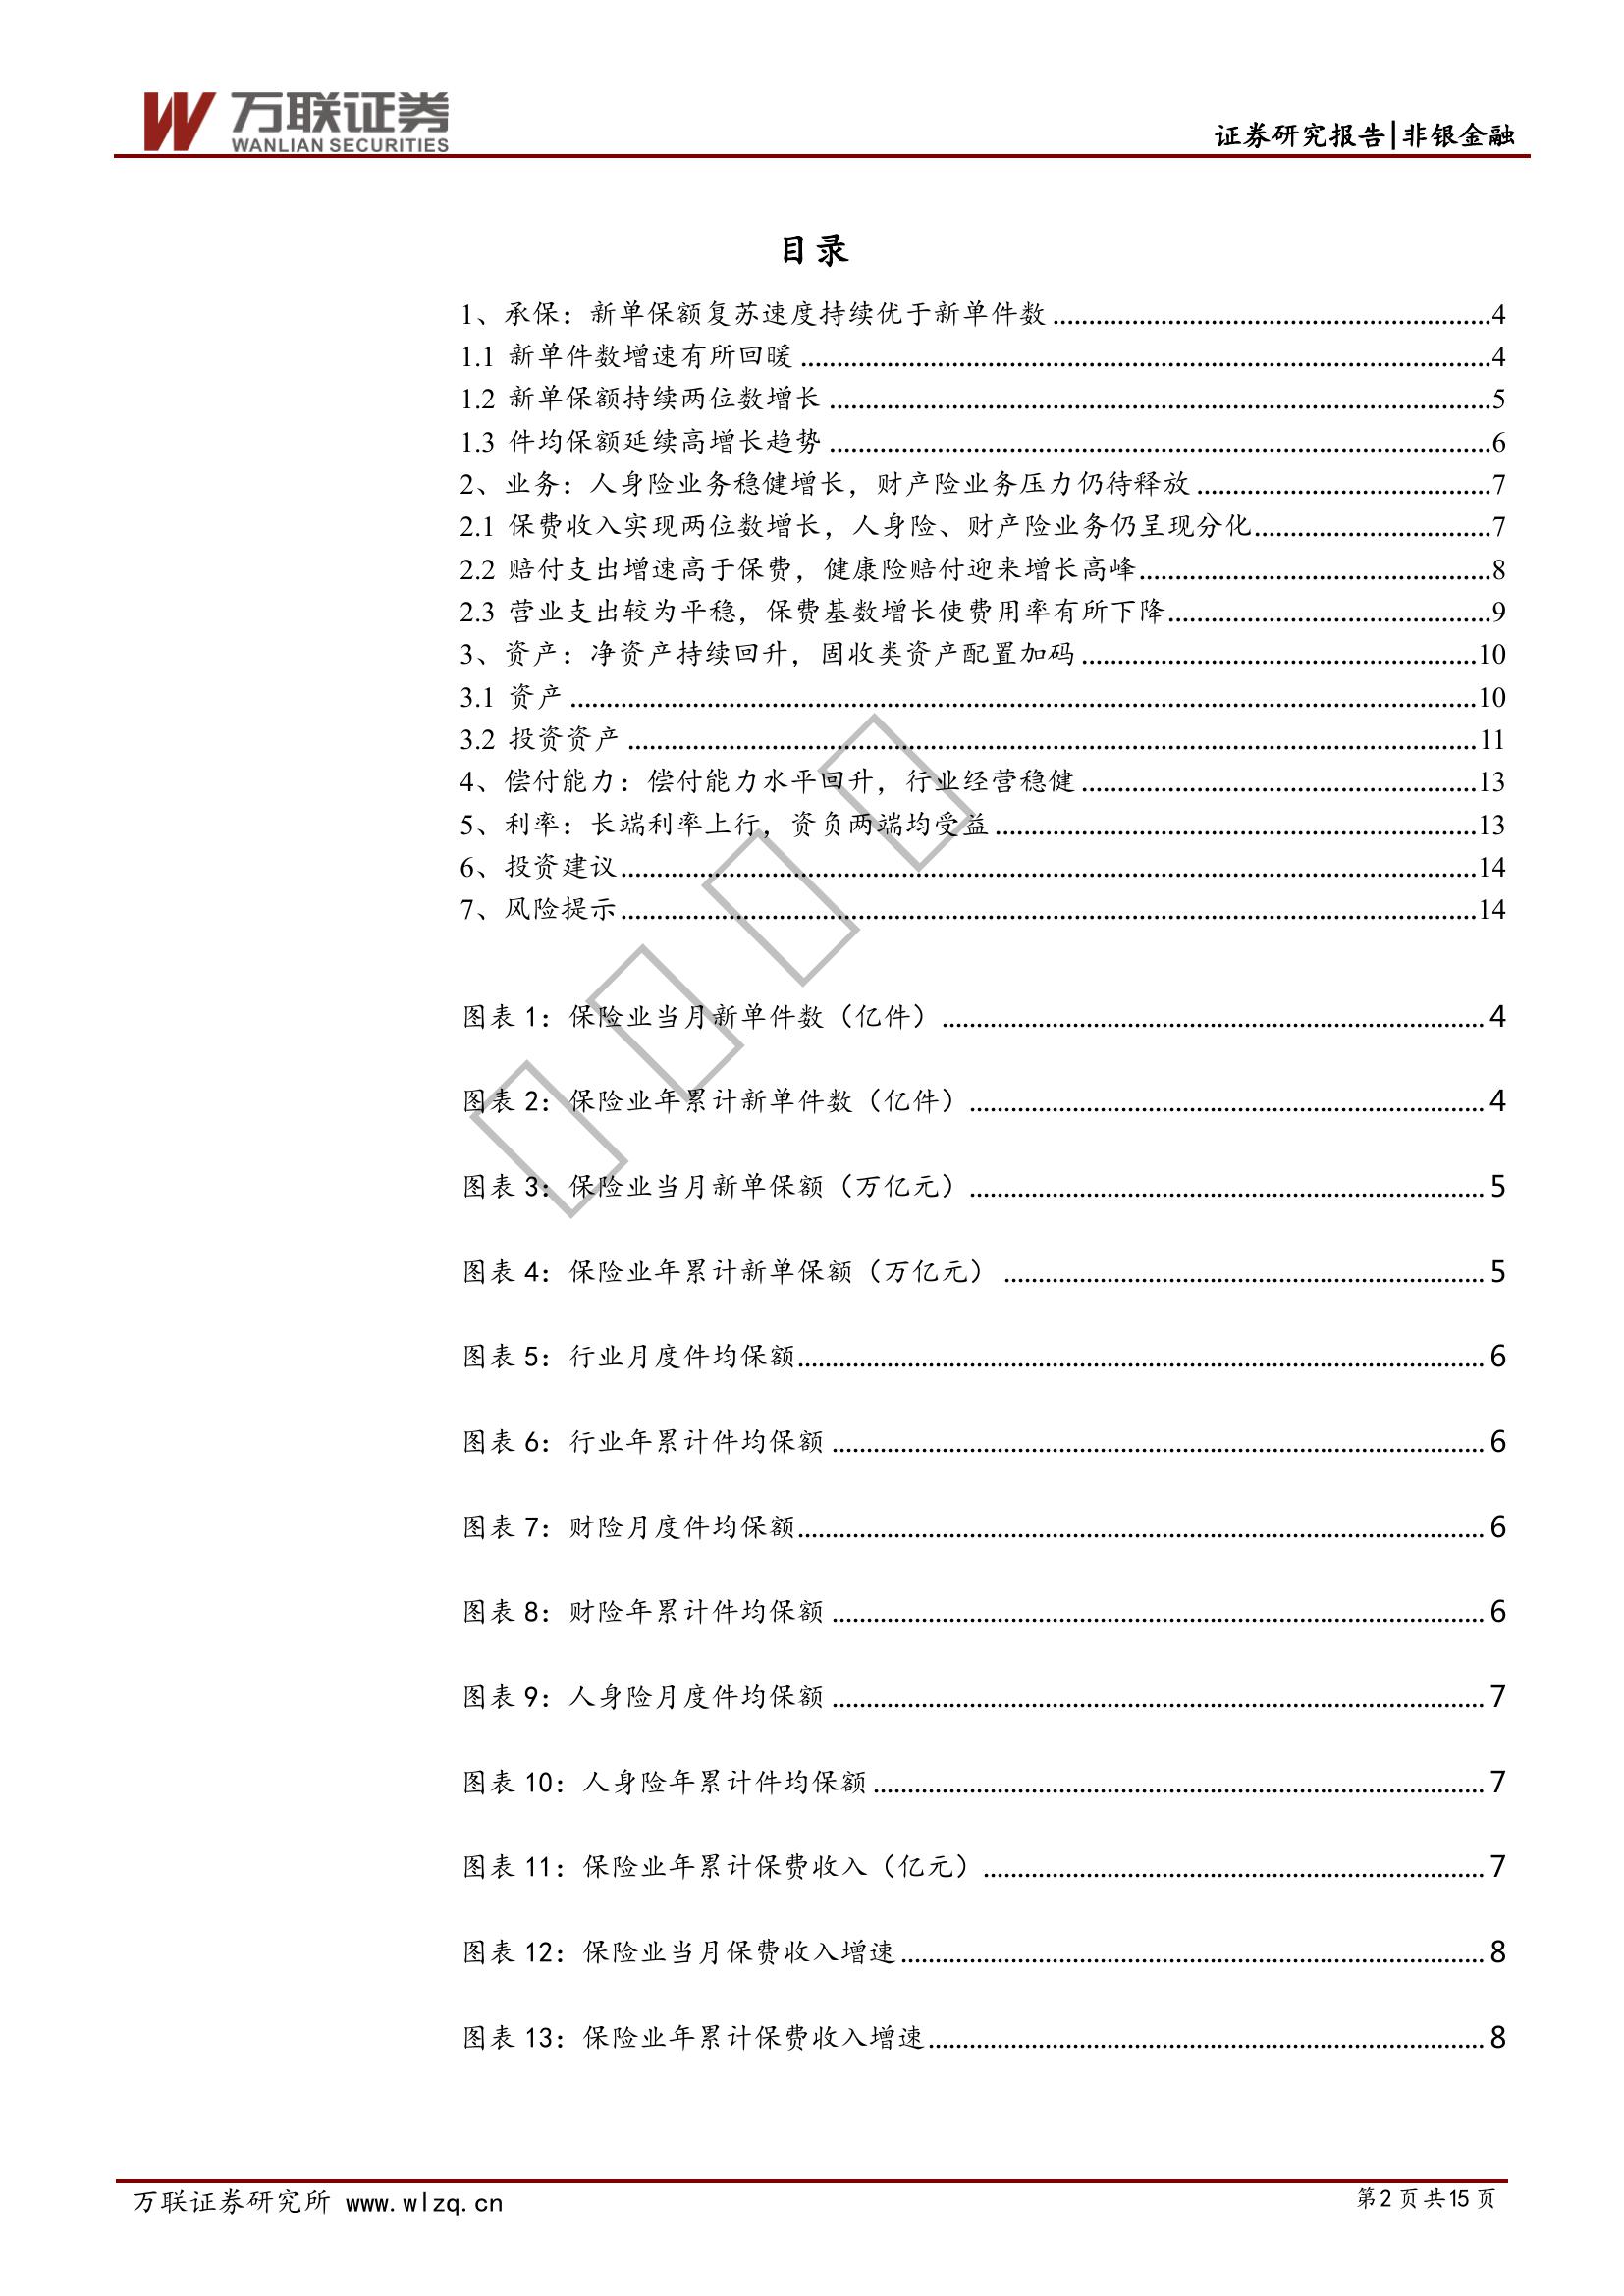 万联证券
WANLIAN SECURITIES
证券研究报告|非银金融
目录
1、承保：新单保额复苏速度持续优于新单件数............4
1.1 新单件数增速有所回暖............4
1.2 新单保额持续两位数增长............5
1.3 件均保额延续高增长趋势............6
2、业务：人身险业务稳健增长，财产险业务压力仍待释放............7
2.1 保费收入实现两位数增长，人身险、财产险业务仍呈现分化............7
2.2 赔付支出增速高于保费，健康险赔付迎来增长高峰............8
2.3 营业支出较为平稳，保费基数增长使费用率有所下降............9
3、资产：净资产持续回升，固收类资产配置加码............10
3.1 资产............10
3.2 投资资产............11
4、偿付能力：偿付能力水平回升，行业经营稳健............13
5、利率：长端利率上行，资负两端均受益............13
6、投资建议............14
7、风险提示............14
图表 1：保险业当月新单件数（亿件）............4
图表 2：保险业年累计新单件数（亿件）............4
图表 3：保险业当月新单保额（万亿元）............5
图表 4：保险业年累计新单保额（万亿元）............5
图表 5：行业月度件均保额............6
图表 6：行业年累计件均保额............6
图表 7：财险月度件均保额............6
图表 8：财险年累计件均保额............6
图表 9：人身险月度件均保额............7
图表 10：人身险年累计件均保额............7
图表 11：保险业年累计保费收入（亿元）............7
图表 12：保险业当月保费收入增速............8
图表 13：保险业年累计保费收入增速............8
万联证券研究所 www.wlzq.cn
第2页共15页